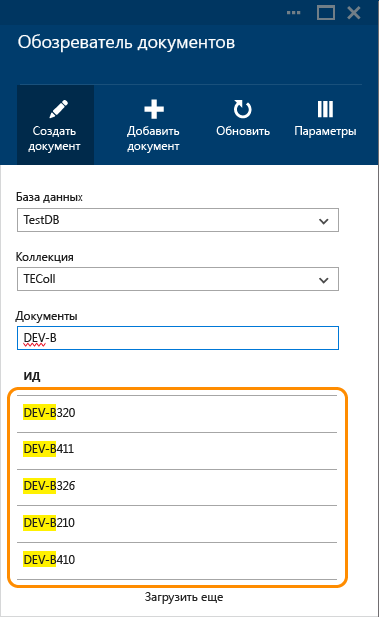 Обозреватель документов
Создать документ
Добавить документ
Обновить
Параметры
База данных
TestDB
Коллекция
TEColl
Документы
DEV-B
ИД
DEV-B320
DEV-B411
DEV-B326
DEV-B210
DEV-B410
Загрузить еще